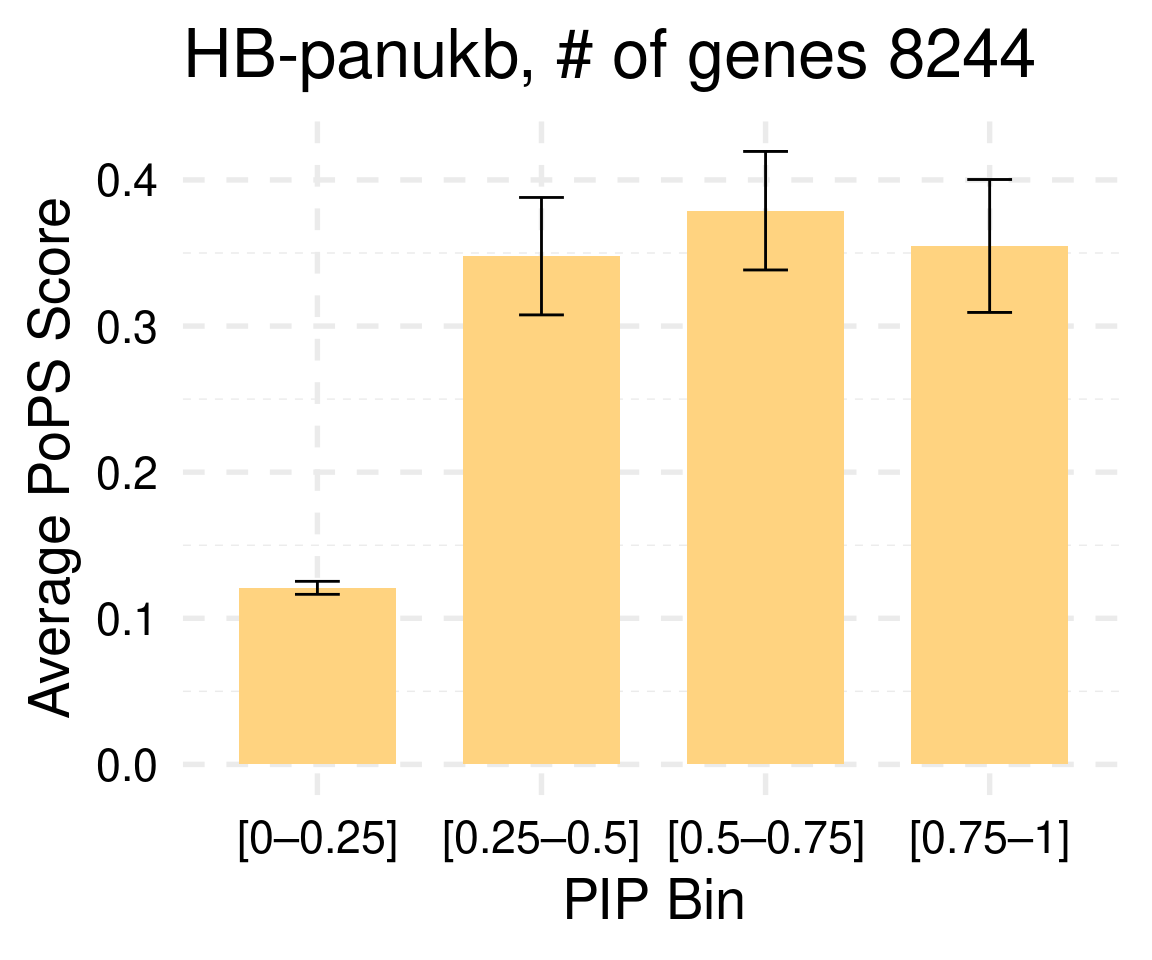 HB-panukb, # of genes 8244
Average PoPS Score
0.4
0.3
0.2
0.1
0.0
[0–0.25] [0.25–0.5] [0.5–0.75] [0.75–1]
PIP Bin